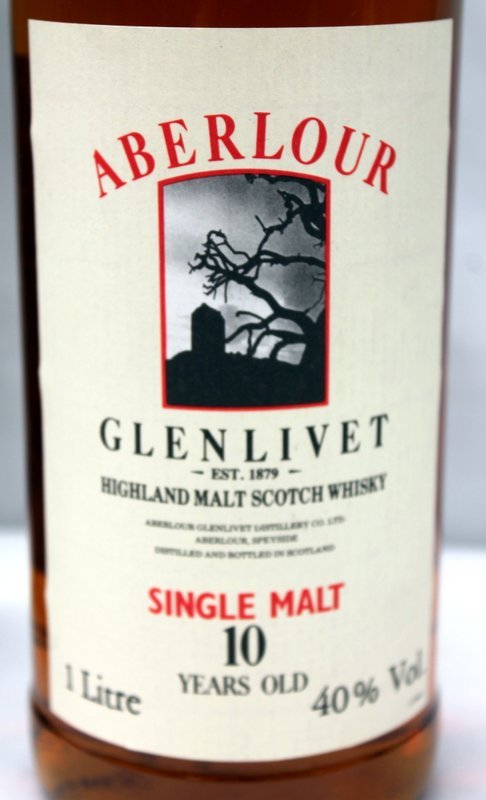 ABERLOUR
GLENLIVET
- EST. 1879 -
HIGHLAND MALT SCOTCH WHISKY
ABERLOUR GLENLIVET DISTILLERY CO. LTD.
ABERLOUR, SPEYSIDE
DISTILLED AND BOTTLED IN SCOTLAND
SINGLE MALT
10
YEARS OLD
1 Litre
40% Vol.